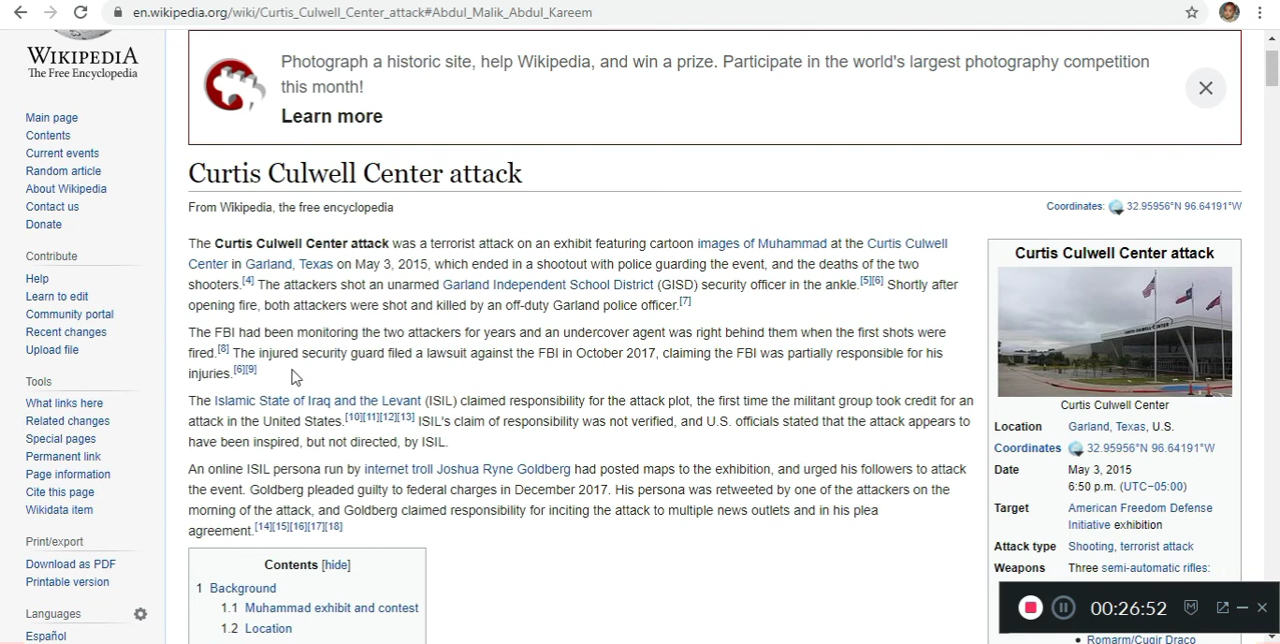 en.wikipedia.org/wiki/Curtis_Culwell_Center_attack#Abdul_Malik_Abdul_Kareem
WIKIPEDIA
The Free Encyclopedia
Main page
Contents
Current events
Random article
About Wikipedia
Contact us
Donate
Contribute
Help
Learn to edit
Community portal
Recent changes
Upload file
Tools
What links here
Related changes
Special pages
Permanent link
Page information
Cite this page
Wikidata item
Print/export
Download as PDF
Printable version
Languages
Español
Photograph a historic site, help Wikipedia, and win a prize. Participate in the world's largest photography competition
this month!
Learn more
Curtis Culwell Center attack
From Wikipedia, the free encyclopedia
Coordinates: 32.95956°N 96.64191°W
The Curtis Culwell Center attack was a terrorist attack on an exhibit featuring cartoon images of Muhammad at the Curtis Culwell
Center in Garland, Texas on May 3, 2015, which ended in a shootout with police guarding the event, and the deaths of the two
shooters.[4] The attackers shot an unarmed Garland Independent School District (GISD) security officer in the ankle.[5][6] Shortly after
opening fire, both attackers were shot and killed by an off-duty Garland police officer.[7]
The FBI had been monitoring the two attackers for years and an undercover agent was right behind them when the first shots were
fired.[8] The injured security guard filed a lawsuit against the FBI in October 2017, claiming the FBI was partially responsible for his
injuries.[6][9]
The Islamic State of Iraq and the Levant (ISIL) claimed responsibility for the attack plot, the first time the militant group took credit for an
attack in the United States.[10][11][12][13] ISIL's claim of responsibility was not verified, and U.S. officials stated that the attack appears to
have been inspired, but not directed, by ISIL.
An online ISIL persona run by internet troll Joshua Ryne Goldberg had posted maps to the exhibition, and urged his followers to attack
the event. Goldberg pleaded guilty to federal charges in December 2017. His persona was retweeted by one of the attackers on the
morning of the attack, and Goldberg claimed responsibility for inciting the attack to multiple news outlets and in his plea
agreement.[14][15][16][17][18]
Contents [hide]
1 Background
1.1 Muhammad exhibit and contest
1.2 Location
Curtis Culwell Center attack
CURTIS CULWELL CENTER
Curtis Culwell Center
Location Garland, Texas, U.S.
Coordinates 32.95956°N 96.64191°W
Date May 3, 2015
6:50 p.m. (UTC−05:00)
Target American Freedom Defense
Initiative exhibition
Attack type Shooting, terrorist attack
Weapons Three semi-automatic rifles:
00:26:52
Romarm/Cugir Draco